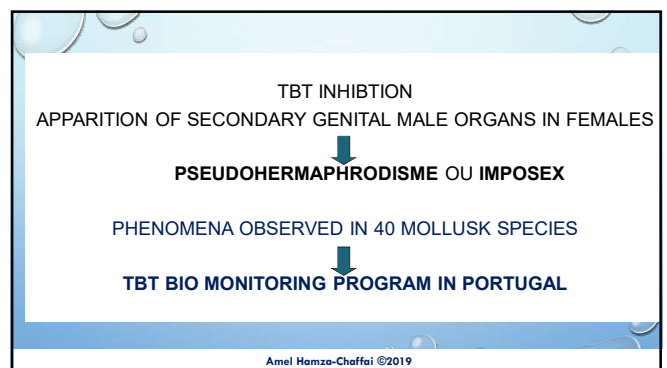 TBT INHIBTION
APPARITION OF SECONDARY GENITAL MALE ORGANS IN FEMALES
PSEUDOHERMAPHRODISME OU IMPOSEX
PHENOMENA OBSERVED IN 40 MOLLUSK SPECIES
TBT BIO MONITORING PROGRAM IN PORTUGAL
Amel Hamza-Chaffai ©2019